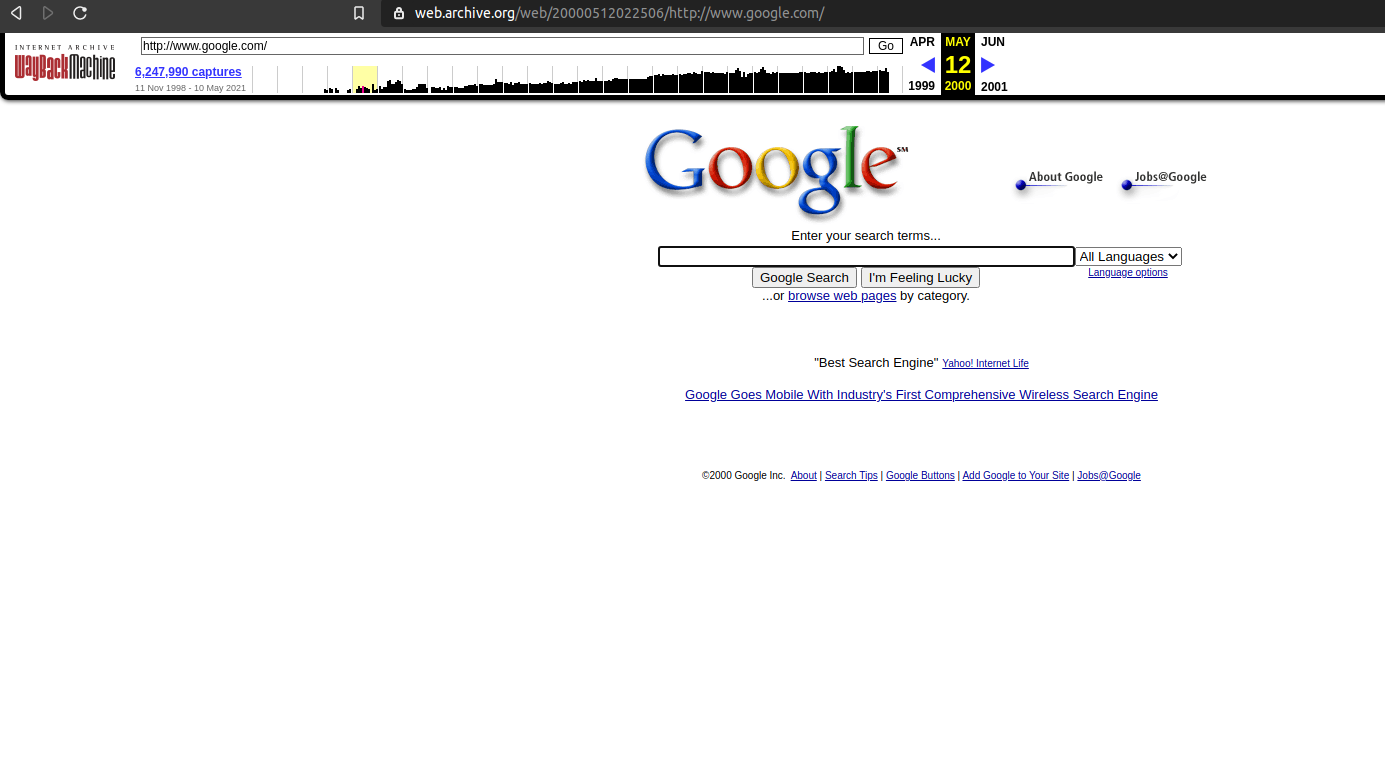 web.archive.org/web/20000512022506/http://www.google.com/
INTERNET ARCHIVE
WayBackMachine
http://www.google.com/ Go
6,247,990 captures
11 Nov 1998 - 10 May 2021
APR MAY JUN
12
1999 2000 2001
Google SM
About Google Jobs@Google
Enter your search terms...
All Languages
Google Search I'm Feeling Lucky Language options
...or browse web pages by category.
"Best Search Engine" Yahoo! Internet Life
Google Goes Mobile With Industry's First Comprehensive Wireless Search Engine
©2000 Google Inc. About | Search Tips | Google Buttons | Add Google to Your Site | Jobs@Google